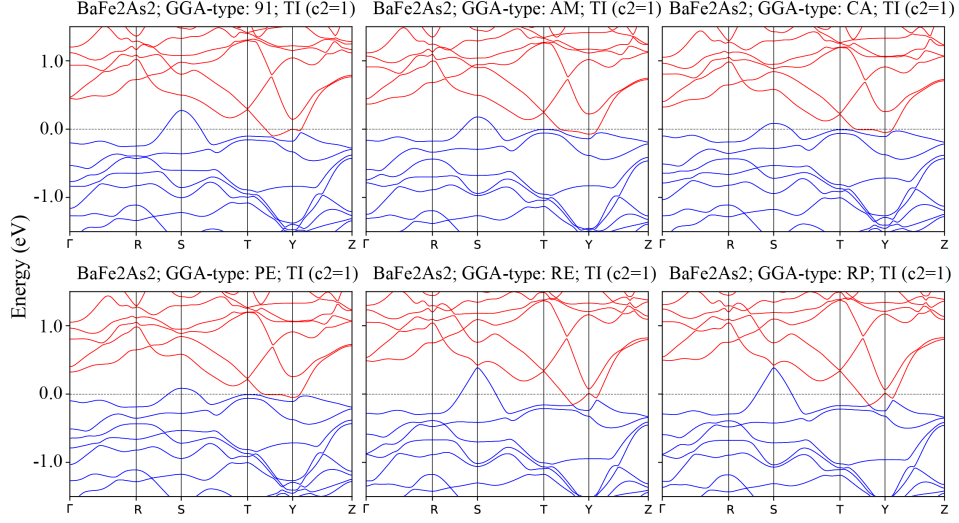 BaFe2As2; GGA-type: 91; TI (c2=1) BaFe2As2; GGA-type: AM; TI (c2=1) BaFe2As2; GGA-type: CA; TI (c2=1)
1.0
0.0
-1.0
Γ R S T Y Z Γ R S T Y Z Γ R S T Y Z
Energy (eV)
BaFe2As2; GGA-type: PE; TI (c2=1) BaFe2As2; GGA-type: RE; TI (c2=1) BaFe2As2; GGA-type: RP; TI (c2=1)
1.0
0.0
-1.0
Γ R S T Y Z Γ R S T Y Z Γ R S T Y Z